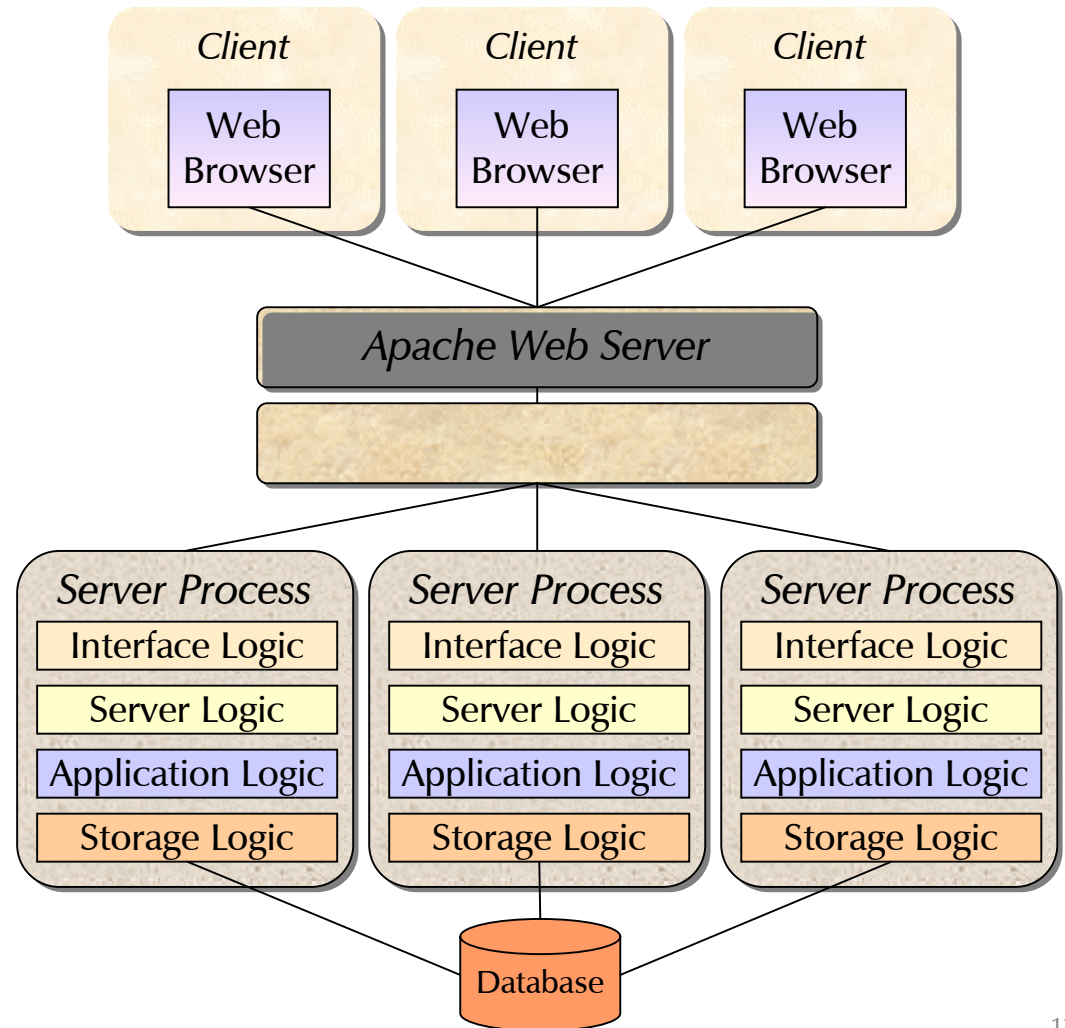 Client
Client
Client
Web
Browser
Web
Browser
Web
Browser
Apache Web Server
Server Process
Interface Logic
Server Logic
Application Logic
Storage Logic
Server Process
Interface Logic
Server Logic
Application Logic
Storage Logic
Server Process
Interface Logic
Server Logic
Application Logic
Storage Logic
Database